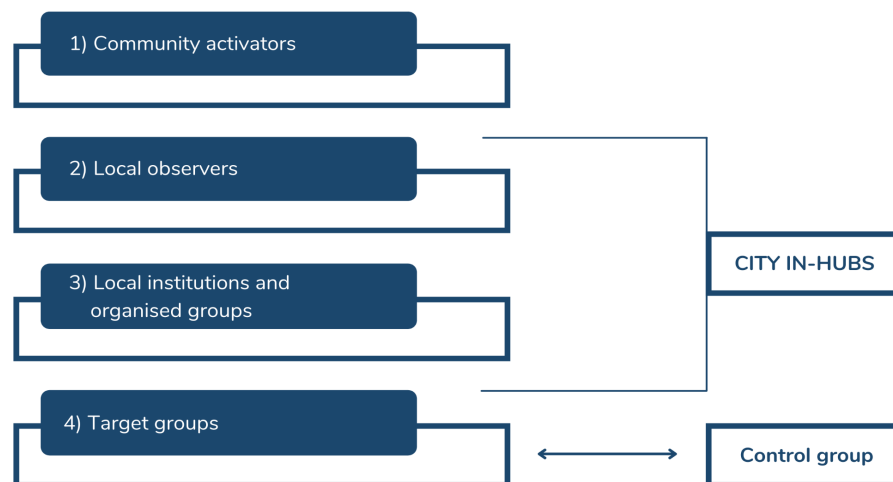 1) Community activators
2) Local observers
3) Local institutions and
organised groups
CITY IN-HUBS
4) Target groups
Control group